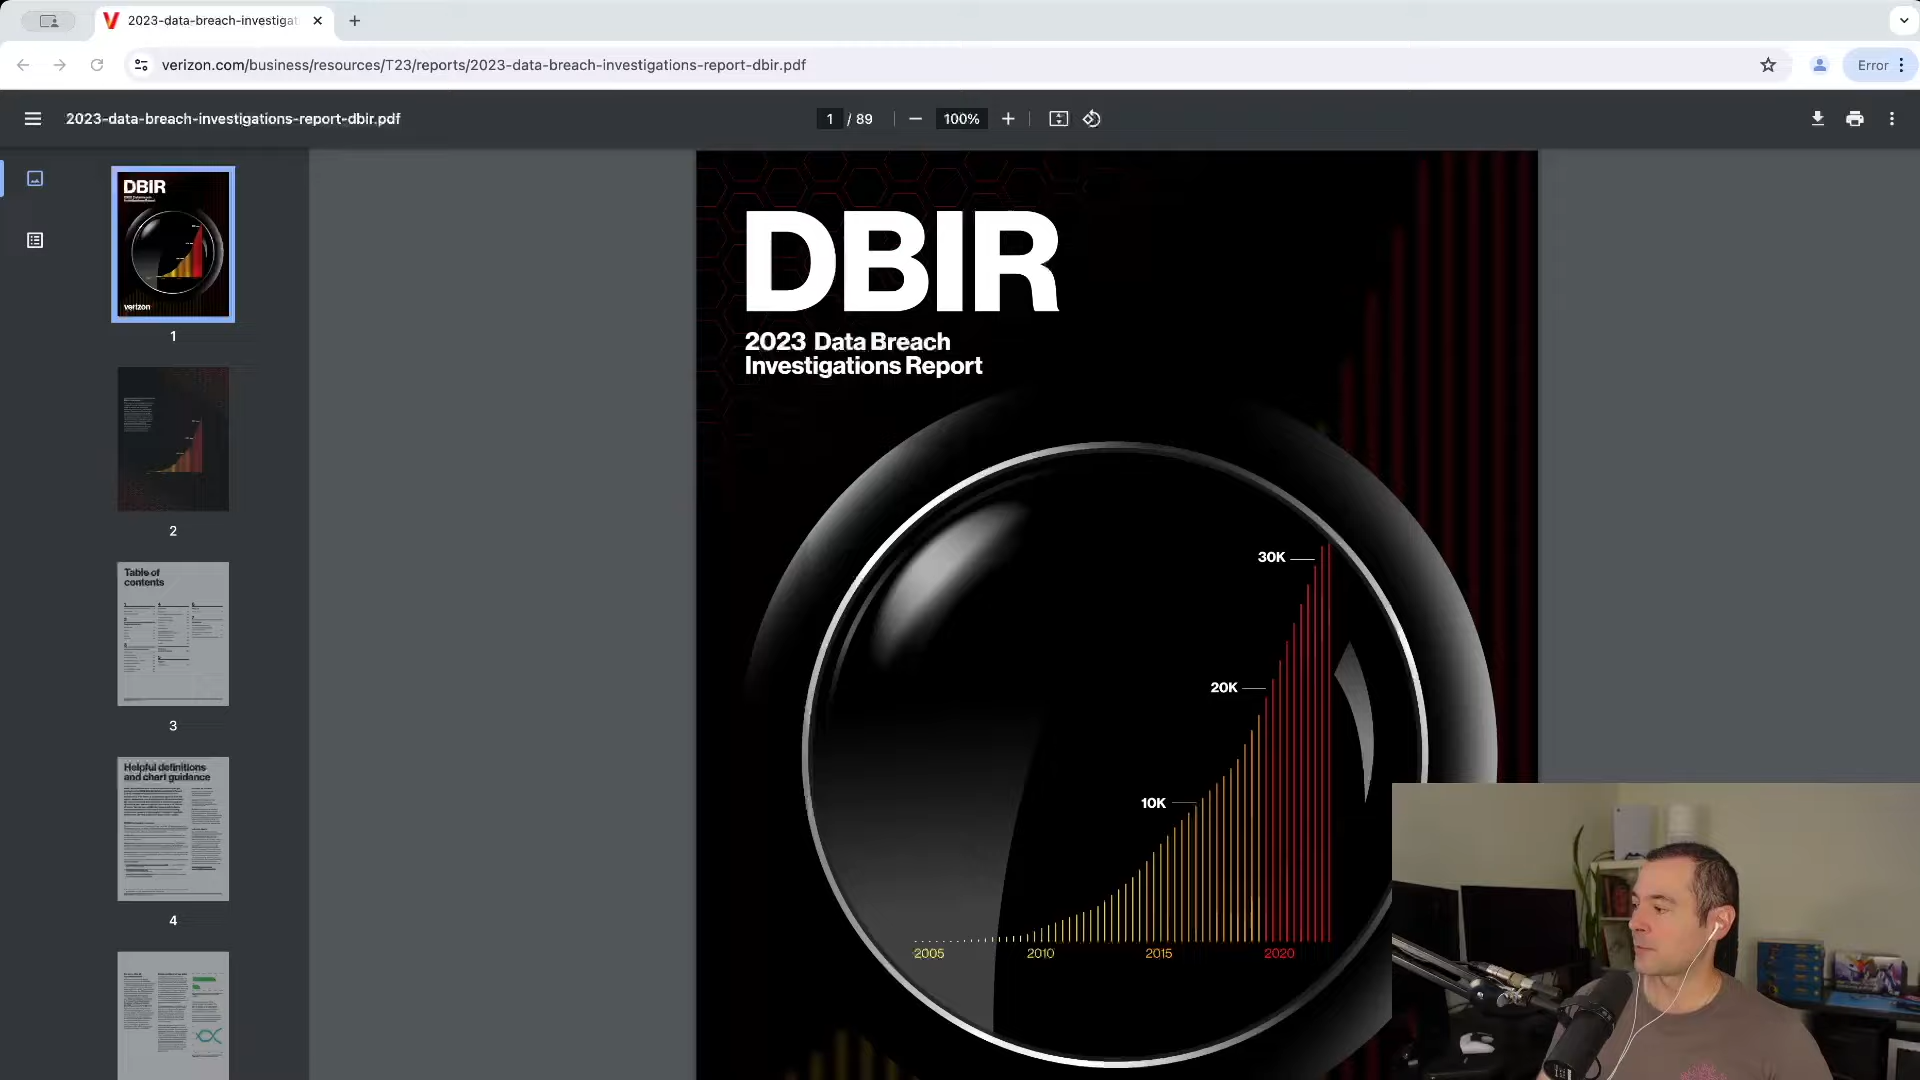 2023-data-breach-investigat
verizon.com/business/resources/T23/reports/2023-data-breach-investigations-report-dbir.pdf
Error
2023-data-breach-investigations-report-dbir.pdf
1 / 89
100%
DBIR
verizon
1
2
Table of
contents
3
Helpful definitions
and chart guidance
4
DBIR
2023 Data Breach
Investigations Report
30K
20K
10K
2005
2010
2015
2020